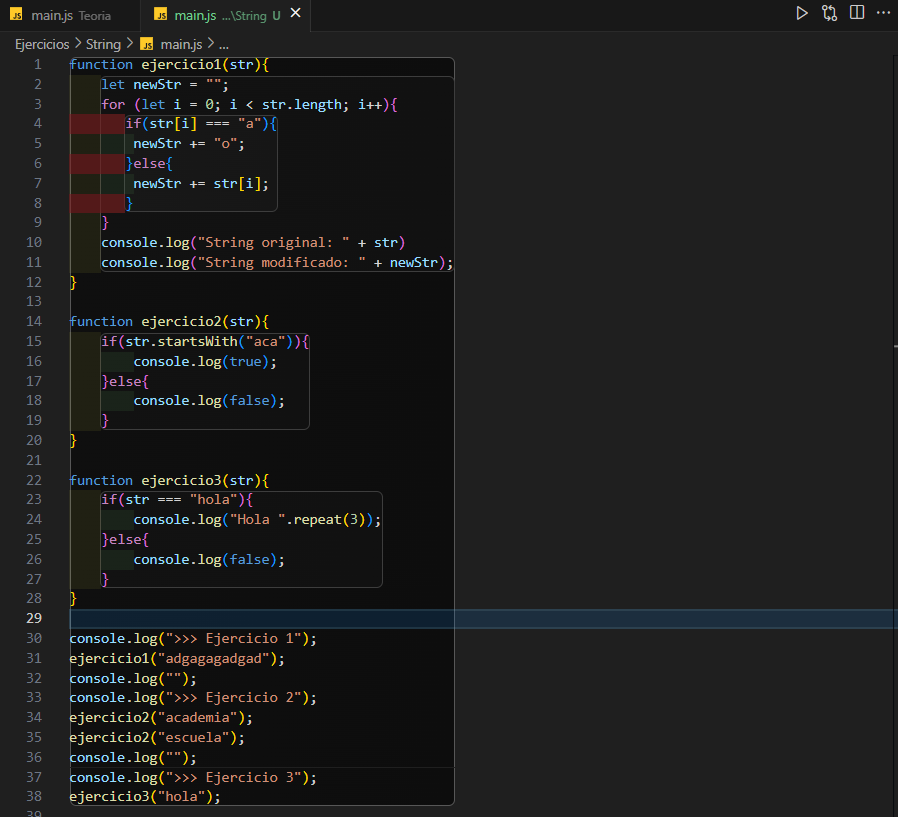 JS main.js Teoria
JS main.js ...\String U ×
Ejercicios > String > JS main.js > ...
1 function ejercicio1(str){
2     let newStr = "";
3     for (let i = 0; i < str.length; i++){
4        if(str[i] === "a"){
5         newStr += "o";
6        }else{
7         newStr += str[i];
8        }
9     }
10     console.log("String original: " + str)
11     console.log("String modificado: " + newStr);
12 }
13
14 function ejercicio2(str){
15     if(str.startsWith("aca")){
16         console.log(true);
17     }else{
18         console.log(false);
19     }
20 }
21
22 function ejercicio3(str){
23     if(str === "hola"){
24         console.log("Hola ".repeat(3));
25     }else{
26         console.log(false);
27     }
28 }
29
30 console.log(">>> Ejercicio 1");
31 ejercicio1("adgagagadgad");
32 console.log("");
33 console.log(">>> Ejercicio 2");
34 ejercicio2("academia");
35 ejercicio2("escuela");
36 console.log("");
37 console.log(">>> Ejercicio 3");
38 ejercicio3("hola");
39